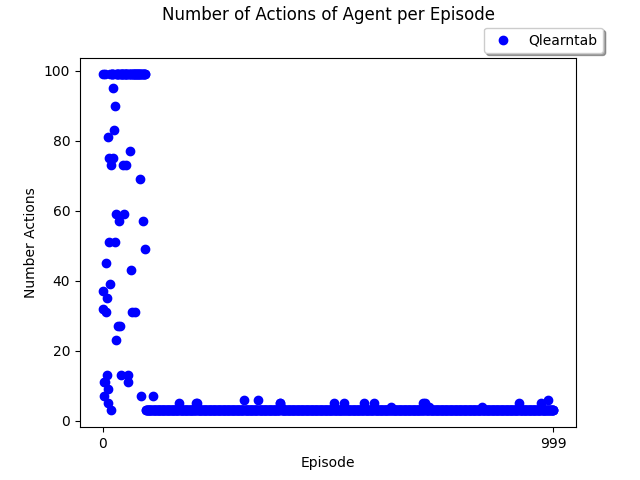 Number of Actions of Agent per Episode
Qlearntab
100
80
60
40
20
0
Number Actions
0
999
Episode